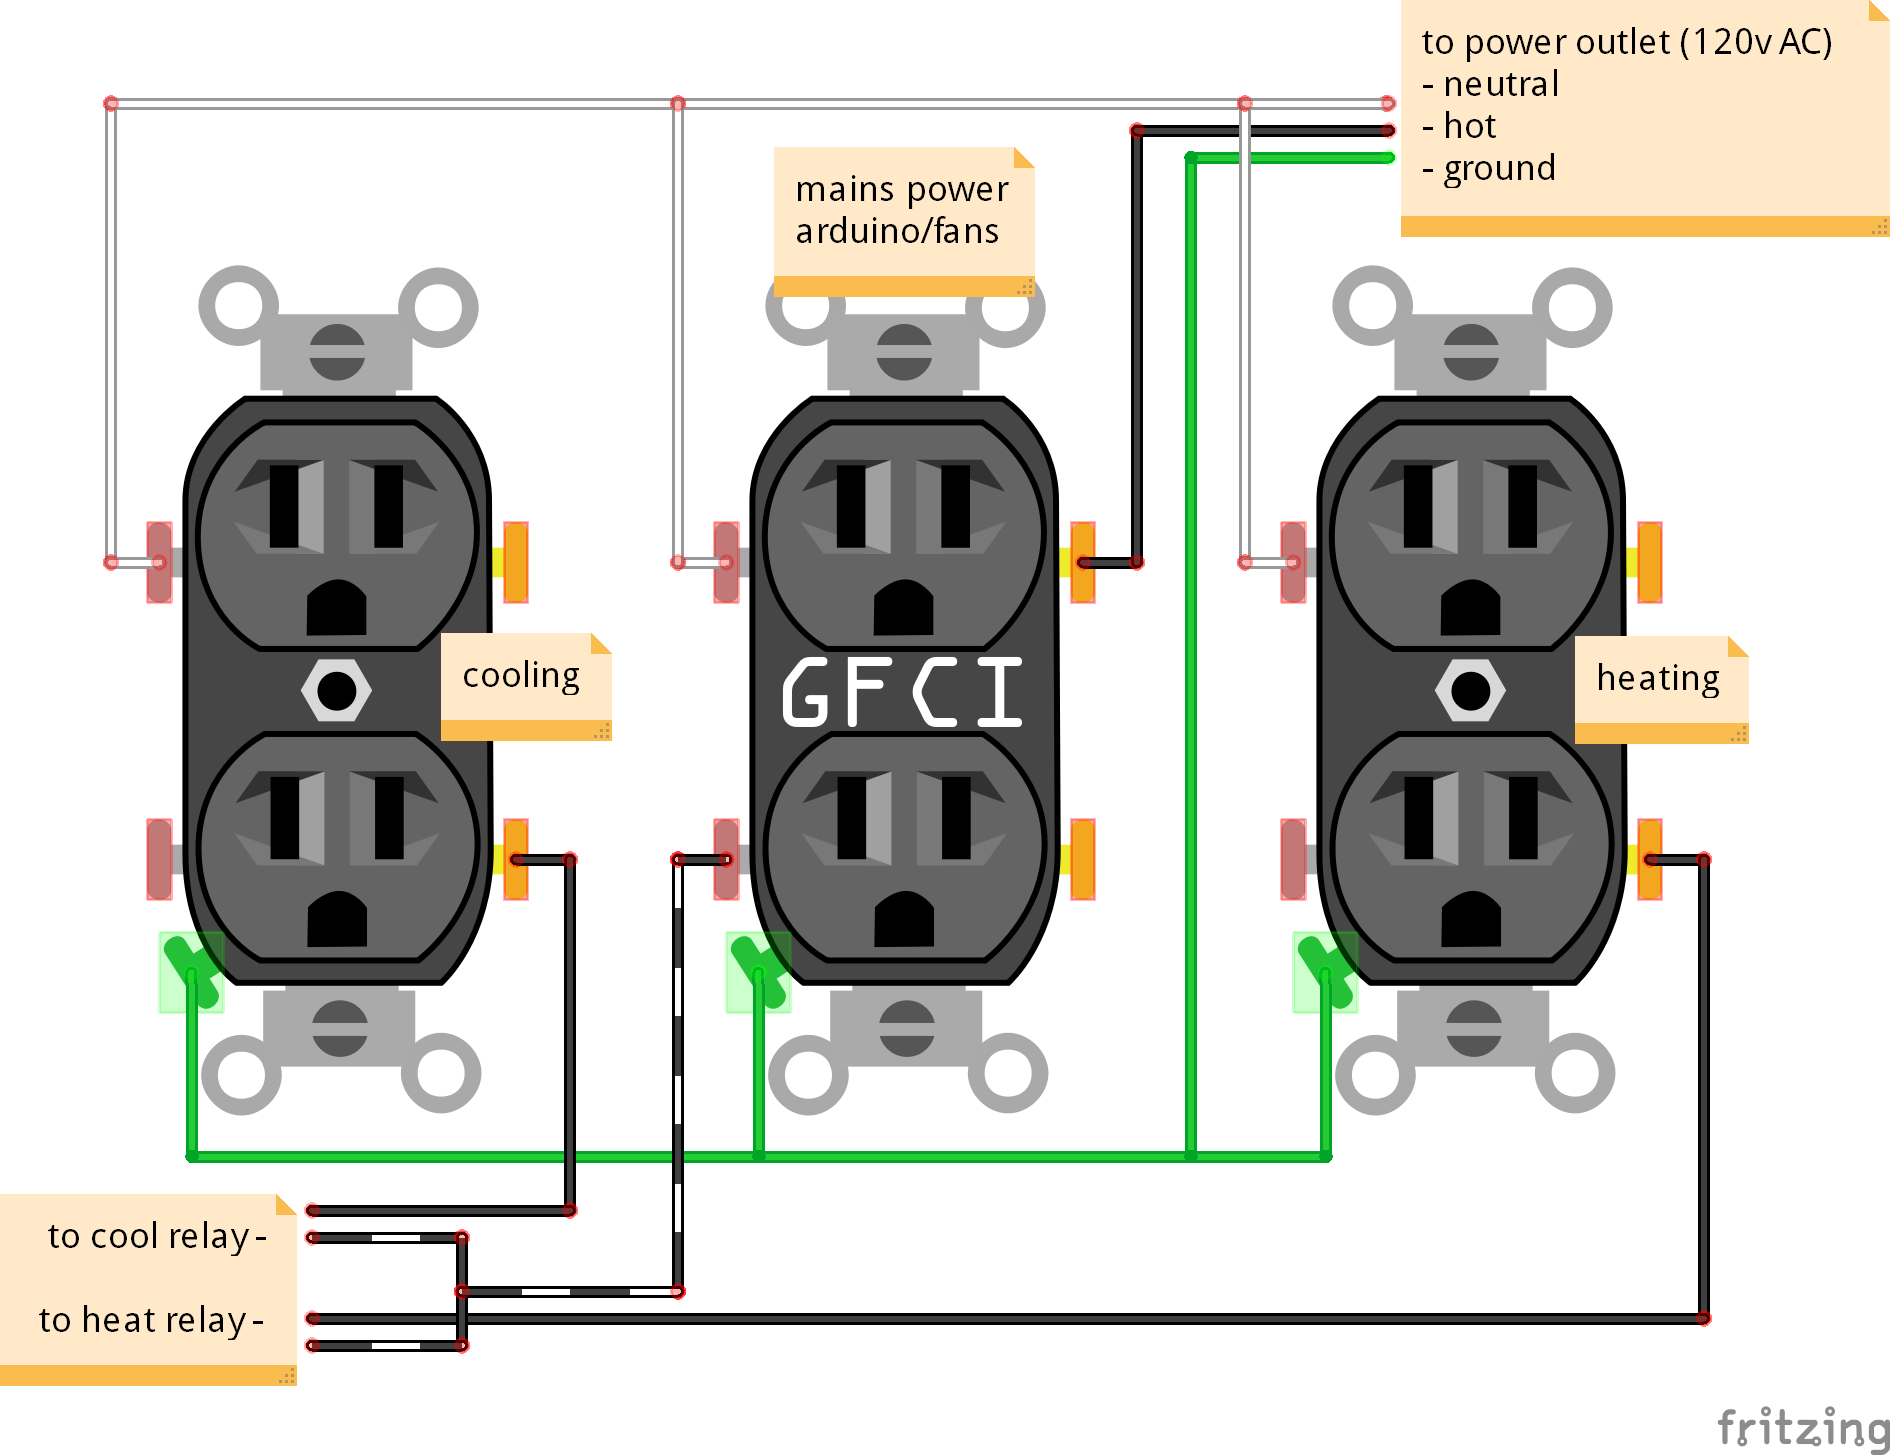 to power outlet (120v AC)
- neutral
- hot
- ground
mains power
arduino/fans
cooling
GFCI
heating
to cool relay-
to heat relay-
fritzing